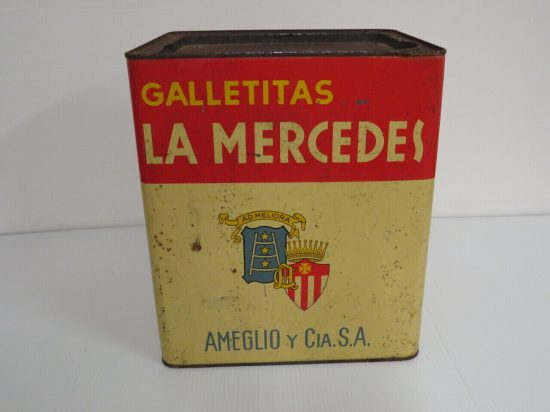 GALLETITAS
LA MERCEDES
AD MELIORA
AMEGLIO Y CIA. S.A.